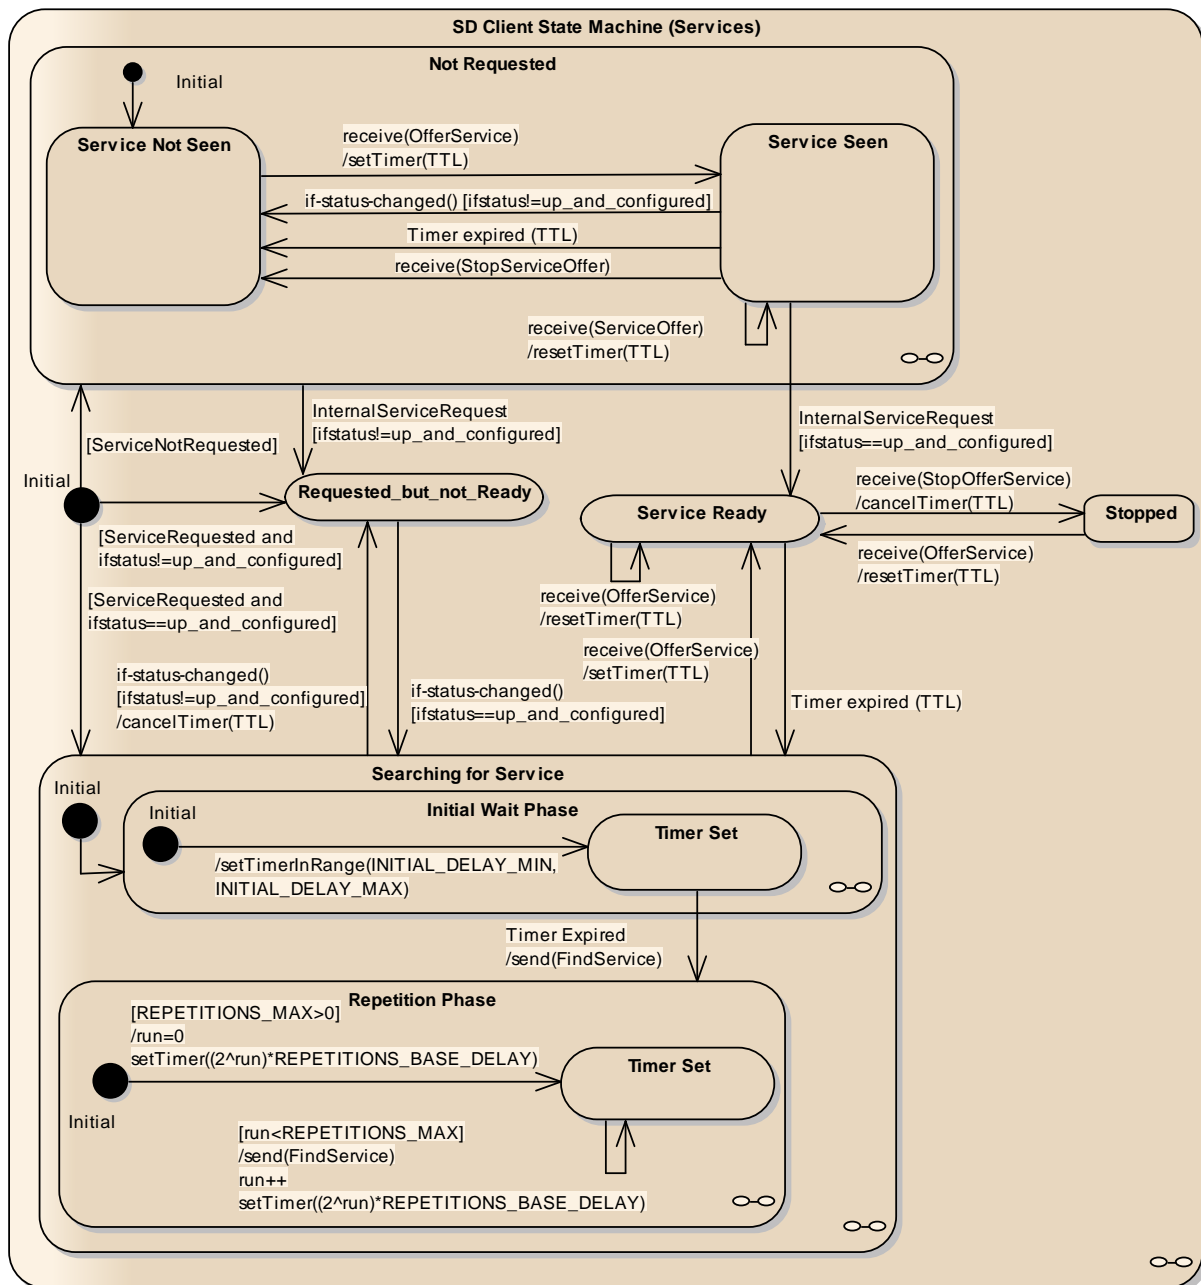 SD Client State Machine (Services)
Not Requested
Initial
Service Not Seen
receive(OfferService)
/setTimer(TTL)
Service Seen
if-status-changed() [ifstatus!=up_and_configured]
Timer expired (TTL)
receive(StopServiceOffer)
receive(ServiceOffer)
/resetTimer(TTL)
InternalServiceRequest
[ifstatus!=up_and_configured]
InternalServiceRequest
[ifstatus==up_and_configured]
[ServiceNotRequested]
Initial
Requested_but_not_Ready
Service Ready
receive(StopOfferService)
/cancelTimer(TTL)
Stopped
receive(OfferService)
/resetTimer(TTL)
[ServiceRequested and
ifstatus!=up_and_configured]
[ServiceRequested and
ifstatus==up_and_configured]
receive(OfferService)
/resetTimer(TTL)
receive(OfferService)
/setTimer(TTL)
if-status-changed()
[ifstatus!=up_and_configured]
/cancelTimer(TTL)
if-status-changed()
[ifstatus==up_and_configured]
Timer expired (TTL)
Searching for Service
Initial
Initial Wait Phase
Initial
Timer Set
/setTimerInRange(INITIAL_DELAY_MIN,
INITIAL_DELAY_MAX)
Timer Expired
/send(FindService)
Repetition Phase
[REPETITIONS_MAX>0]
/run=0
setTimer((2^run)*REPETITIONS_BASE_DELAY)
Timer Set
Initial
[run<REPETITIONS_MAX]
/send(FindService)
run++
setTimer((2^run)*REPETITIONS_BASE_DELAY)